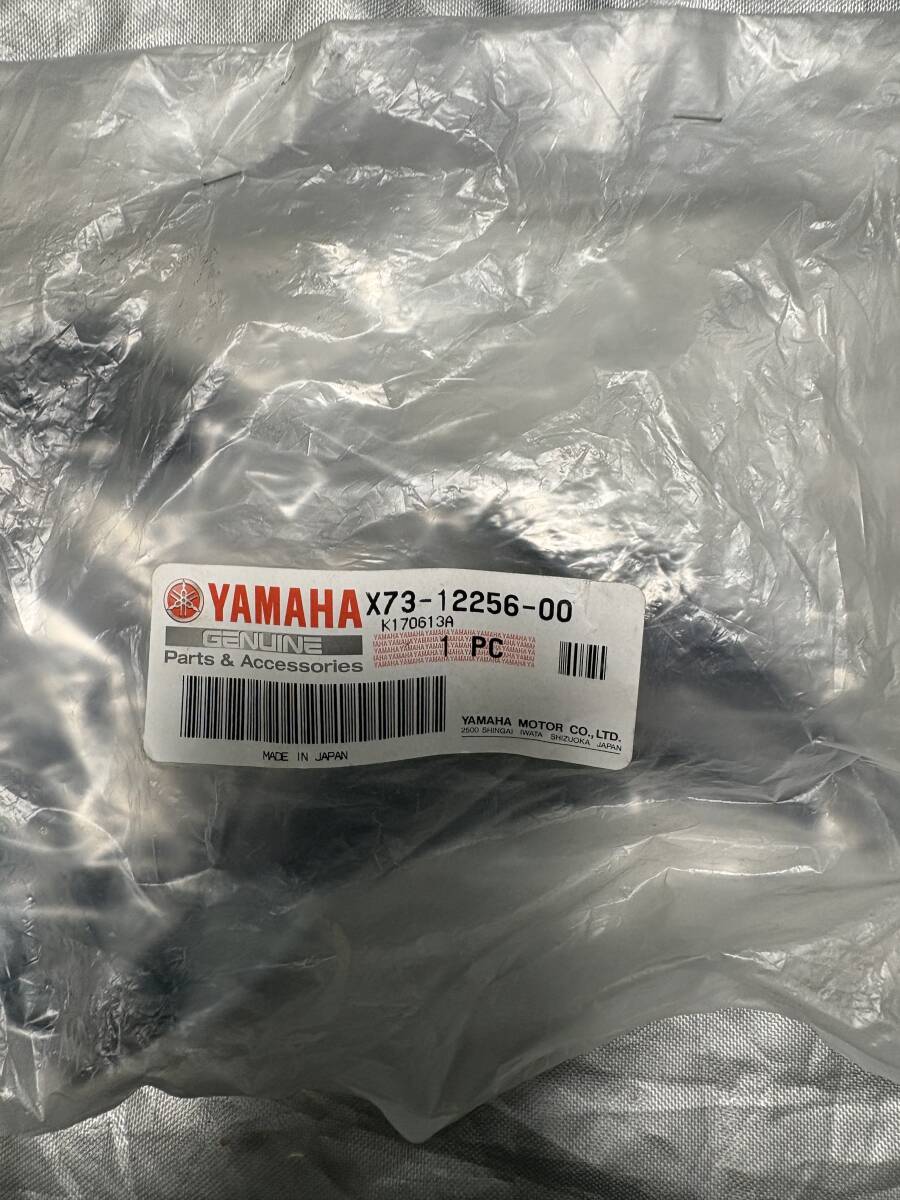 YAMAHA X73-12256-00
K170613A
GENUINE
1 PC
Parts & Accessories
YAMAHA MOTOR CO., LTD.
2500 SHINGAI IWATA SHIZUOKA JAPAN
MADE IN JAPAN